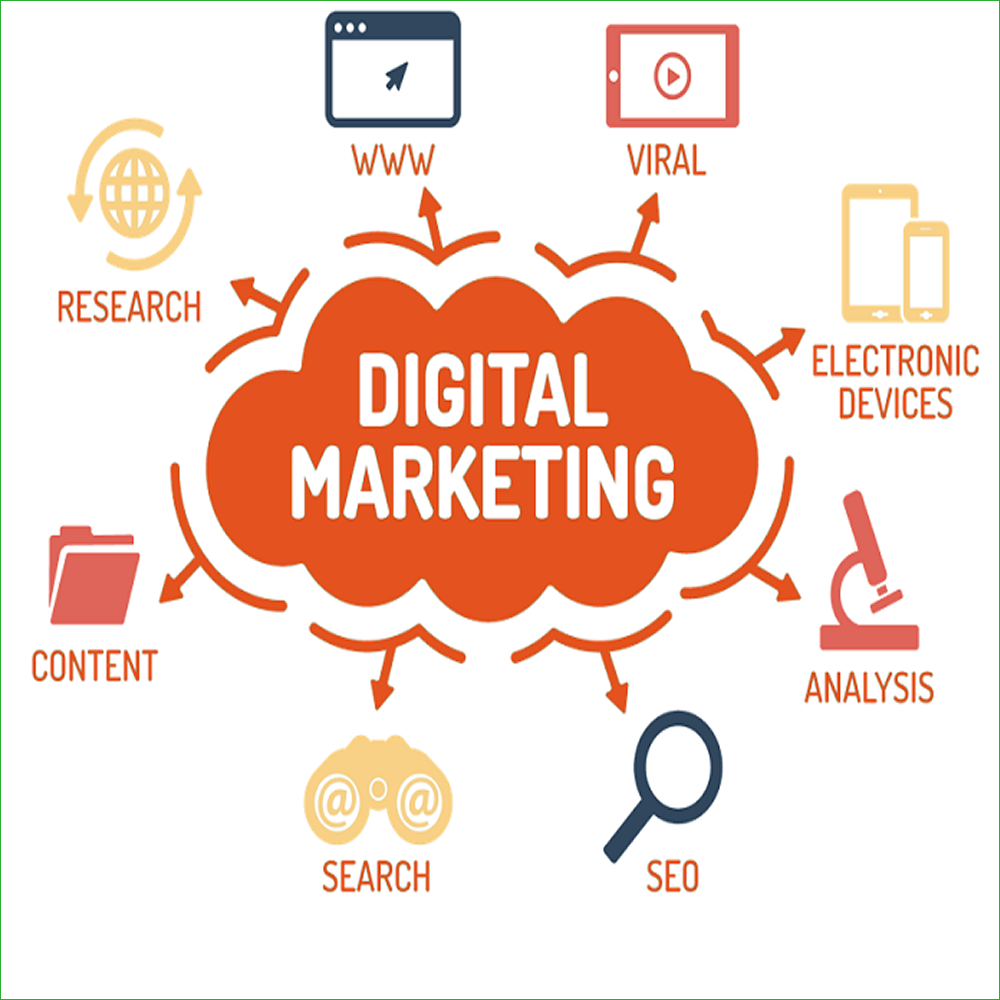 WWW
VIRAL
RESEARCH
ELECTRONIC
DEVICES
DIGITAL
MARKETING
CONTENT
ANALYSIS
@ @
SEARCH
SEO